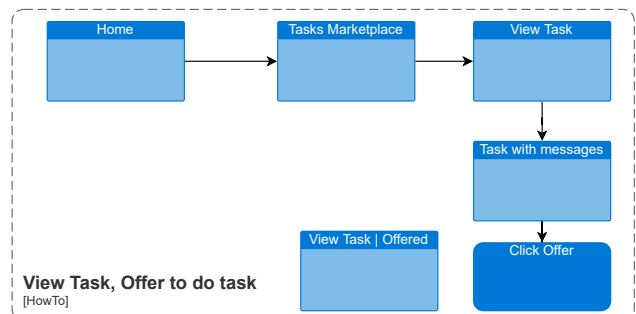 Home
Tasks Marketplace
View Task
Task with messages
View Task | Offered
Click Offer
View Task, Offer to do task
[HowTo]